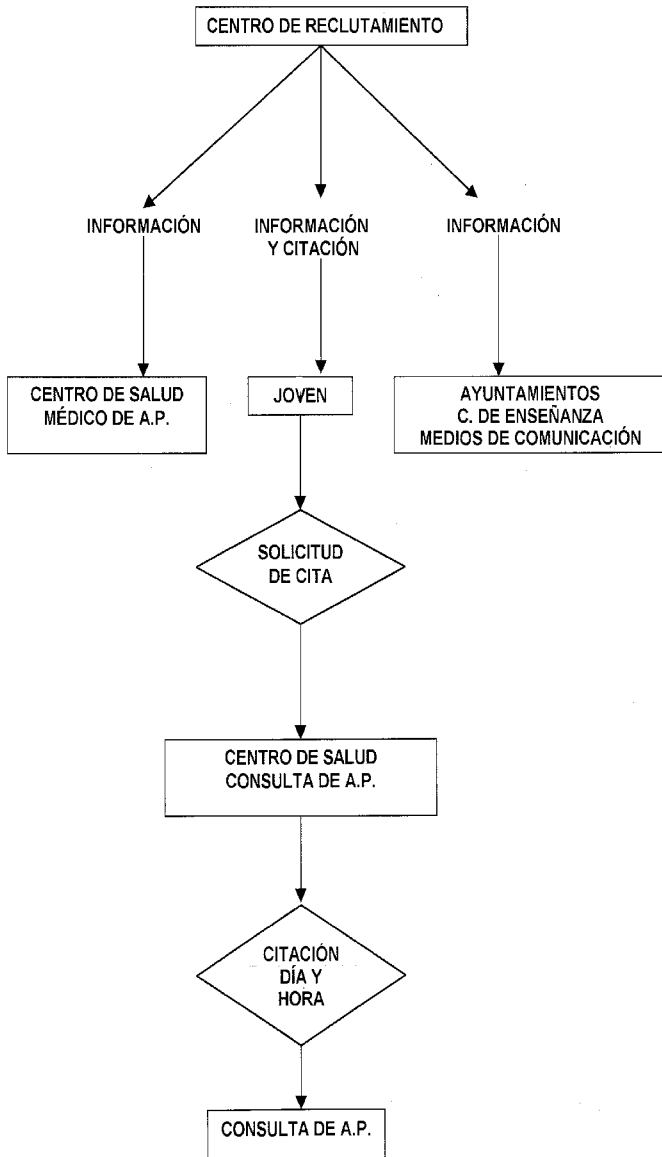 CENTRO DE RECLUTAMIENTO
INFORMACIÓN
INFORMACIÓN
Y CITACIÓN
INFORMACIÓN
CENTRO DE SALUD
MÉDICO DE A.P.
JOVEN
AYUNTAMIENTOS
C. DE ENSEÑANZA
MEDIOS DE COMUNICACIÓN
SOLICITUD
DE CITA
CENTRO DE SALUD
CONSULTA DE A.P.
CITACIÓN
DÍA Y
HORA
CONSULTA DE A.P.